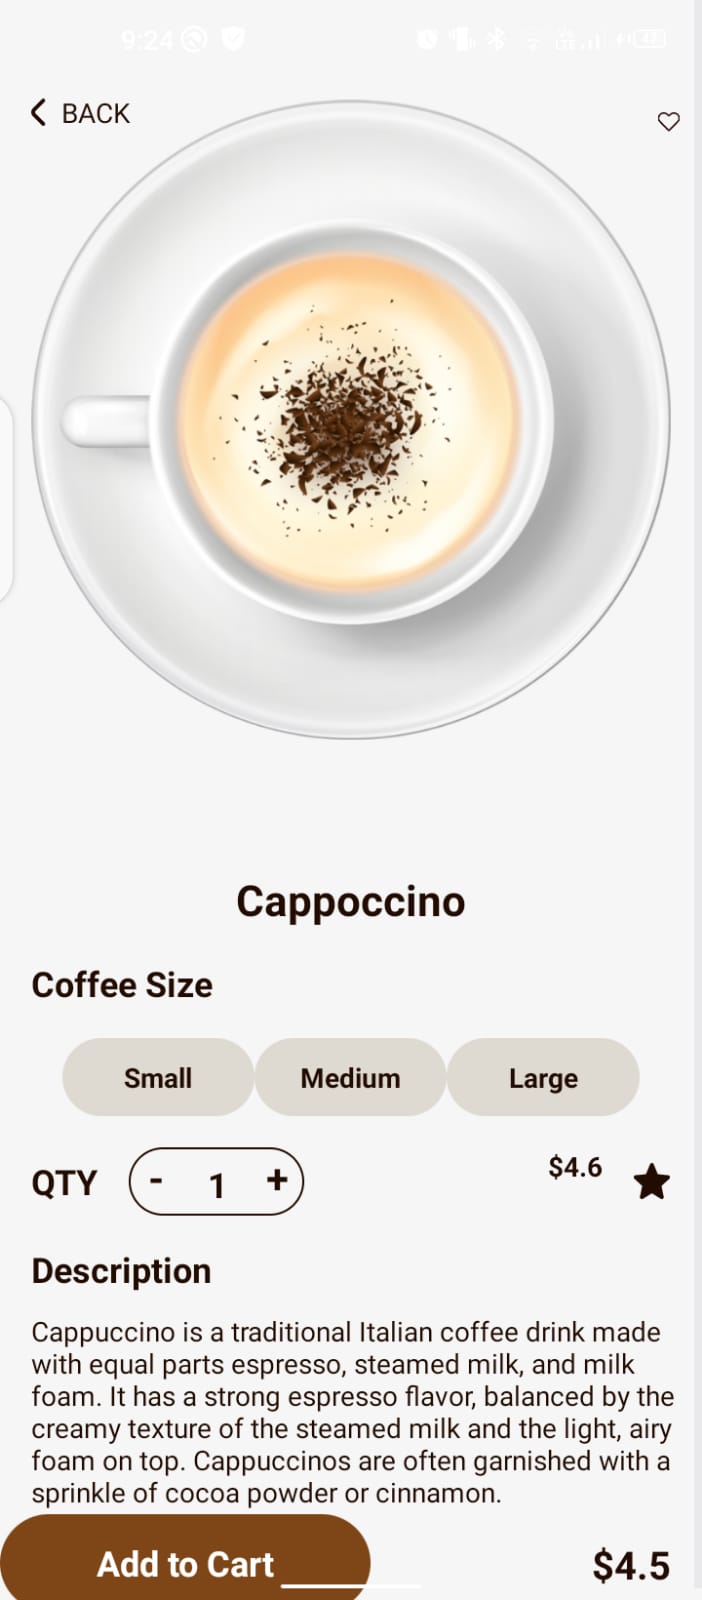 9:24
BACK
Cappoccino
Coffee Size
Small Medium Large
QTY - 1 + $4.6
Description
Cappuccino is a traditional Italian coffee drink made
with equal parts espresso, steamed milk, and milk
foam. It has a strong espresso flavor, balanced by the
creamy texture of the steamed milk and the light, airy
foam on top. Cappuccinos are often garnished with a
sprinkle of cocoa powder or cinnamon.
Add to Cart $4.5